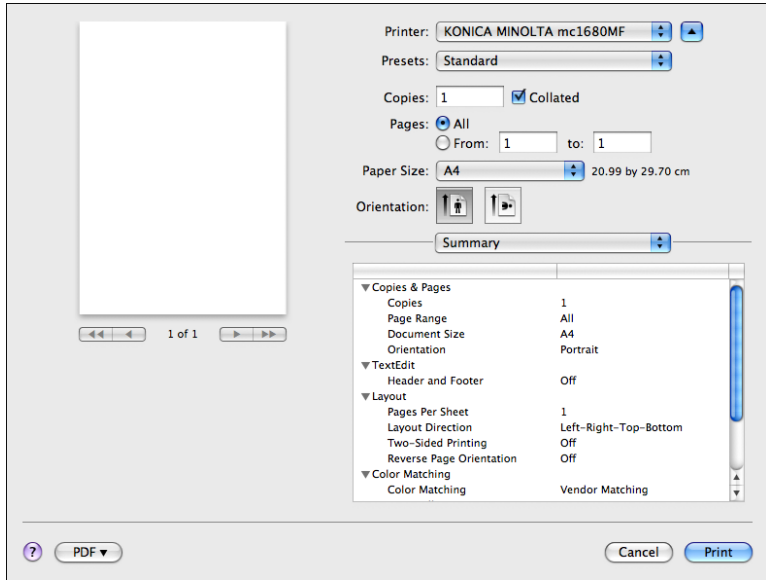 Printer: KONICA MINOLTA mc1680MF
Presets: Standard
Copies: 1 Collated
Pages: All
From: 1 to: 1
Paper Size: A4 20.99 by 29.70 cm
Orientation:
Summary
▼Copies & Pages
Copies 1
Page Range All
Document Size A4
Orientation Portrait
▼TextEdit
Header and Footer Off
▼Layout
Pages Per Sheet 1
Layout Direction Left-Right-Top-Bottom
Two-Sided Printing Off
Reverse Page Orientation Off
▼Color Matching
Color Matching Vendor Matching
1 of 1
? PDF▼ Cancel Print